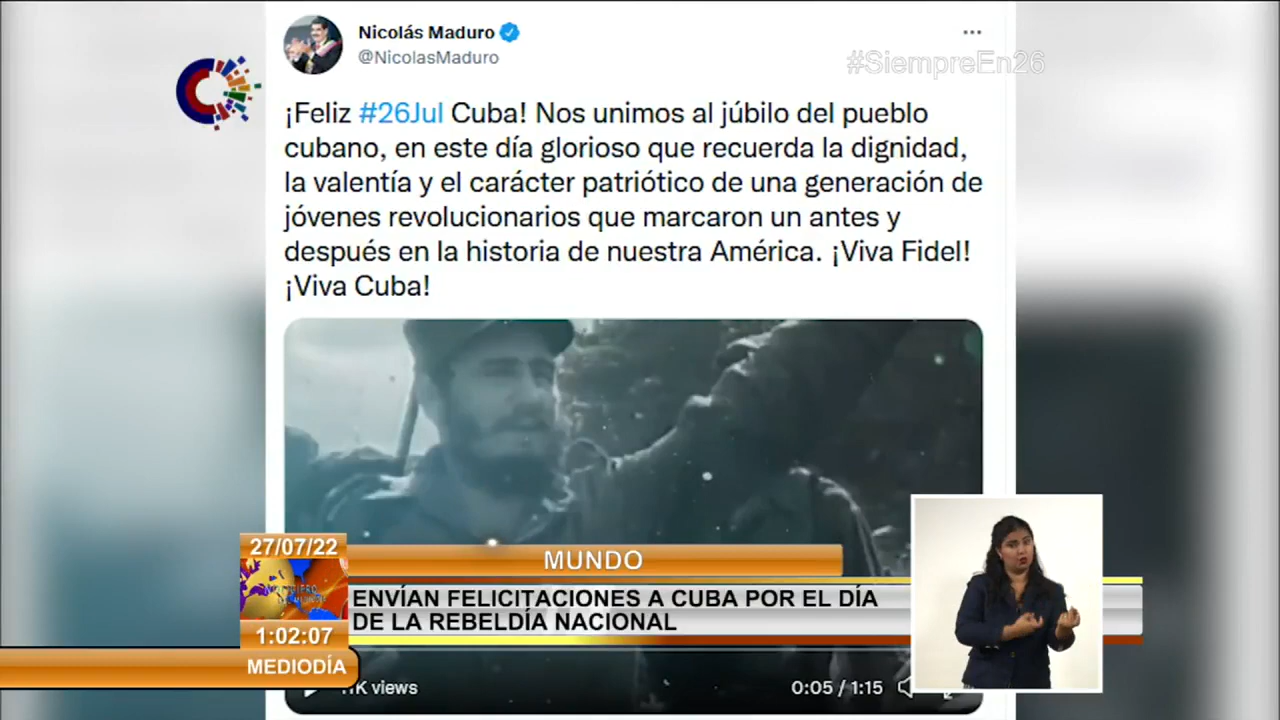 Nicolás Maduro
@NicolasMaduro
#SiempreEn26
¡Feliz #26Jul Cuba! Nos unimos al júbilo del pueblo
cubano, en este día glorioso que recuerda la dignidad,
la valentía y el carácter patriótico de una generación de
jóvenes revolucionarios que marcaron un antes y
después en la historia de nuestra América. ¡Viva Fidel!
¡Viva Cuba!
27/07/22
MUNDO
ENVÍAN FELICITACIONES A CUBA POR EL DÍA
DE LA REBELDÍA NACIONAL
1:02:07
MEDIODÍA
views
0:05 / 1:15